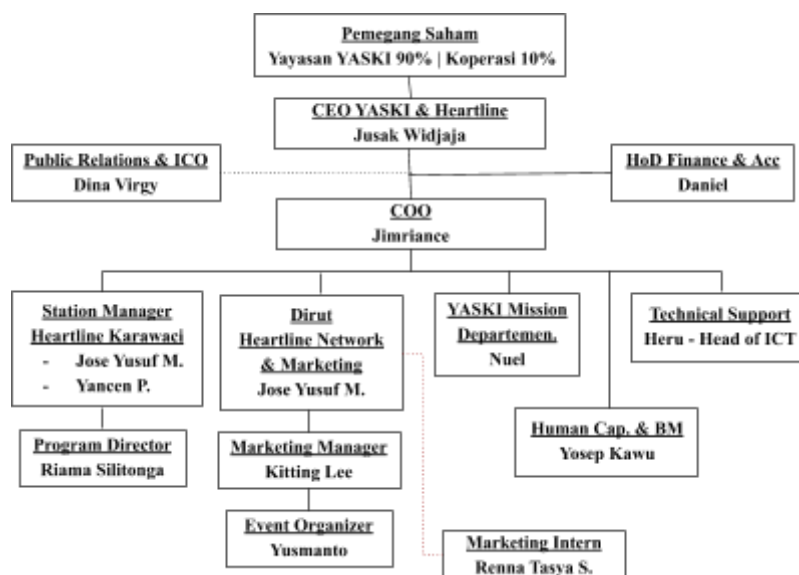 Pemegang Saham
Yayasan YASKI 90% | Koperasi 10%
CEO YASKI & Heartline
Jusak Widjaja
Public Relations & ICO
Dina Virgy
HoD Finance & Acc
Daniel
COO
Jimriance
Station Manager
Heartline Karawaci
- Jose Yusuf M.
- Yancen P.
Dirut
Heartline Network
& Marketing
Jose Yusuf M.
YASKI Mission
Departemen.
Nuel
Technical Support
Heru - Head of ICT
Program Director
Riama Silitonga
Marketing Manager
Kitting Lee
Human Cap. & BM
Yosep Kawu
Event Organizer
Yusmanto
Marketing Intern
Renna Tasya S.